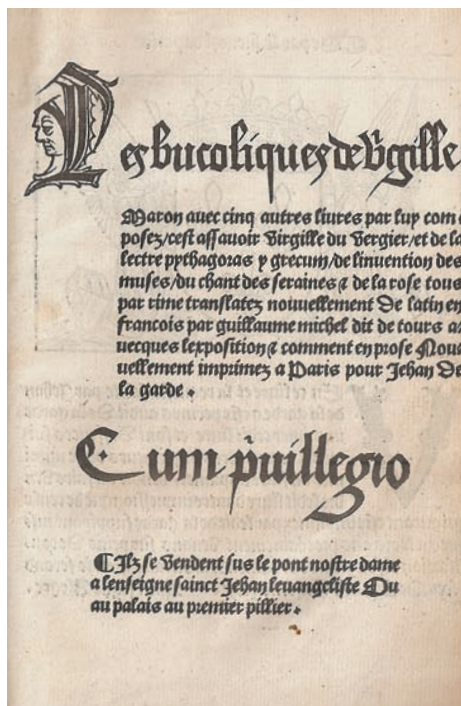 Les bucoliques de Virgille
Maron auec cinq autres liures par luy com
posez/cest assauoir Virgille du Vergier/et de la
lectre pythagoras y grecum/de linuention des
muses/du chant des seraines & de la rose tous
par rime translatez nouuellement De latin en
francois par guillaume michel dit de tours a
uecques lexposition & comment en prose Nou
uellement imprimez a Paris pour Jehan De
la garde.
Cum priuillegio
Ilz se Vendent sus le pont nostre dame
a lenseigne sainct Jehan leuangeliste Ou
au palais au premier pillier.